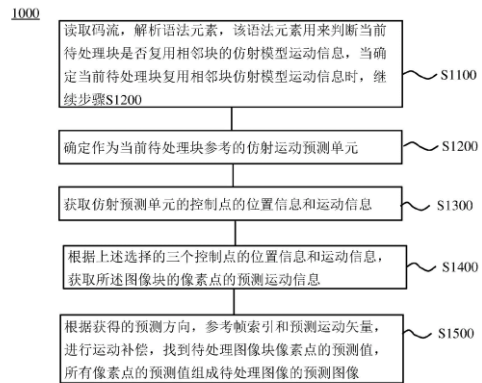 1000
读取码流，解析语法元素，该语法元素用来判断当前
待处理块是否复用相邻块的仿射模型运动信息，当确
定当前待处理块复用相邻块仿射模型运动信息时，继
续步骤S1200
S1100
确定作为当前待处理块参考的仿射运动预测单元
S1200
获取仿射预测单元的控制点的位置信息和运动信息
S1300
根据上述选择的三个控制点的位置信息和运动信息，
获取所述图像块的像素点的预测运动信息
S1400
根据获得的预测方向，参考帧索引和预测运动矢量，
进行运动补偿，找到待处理图像块像素点的预测值，
所有像素点的预测值组成待处理图像的预测图像
S1500